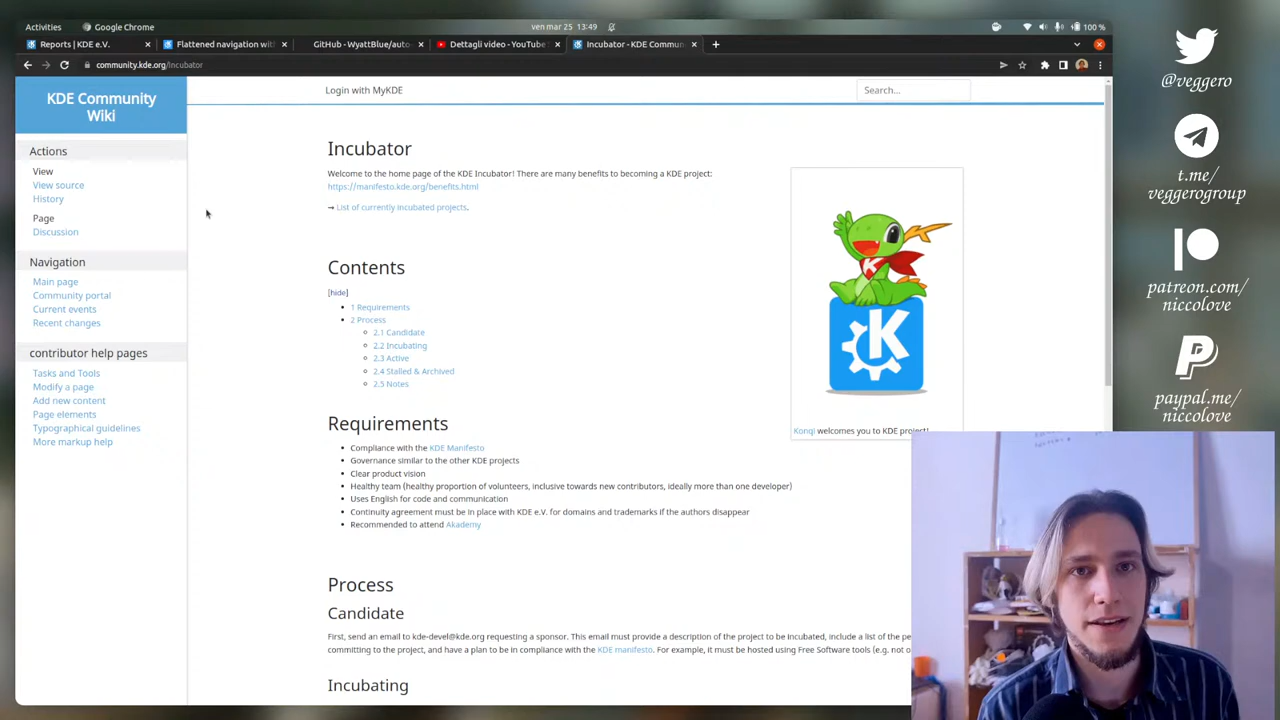 Activities
Google Chrome
ven mar 25 13:49
100 %
Reports | KDE e.V.
Flattened navigation with
GitHub - WyattBlue/auto-
Dettagli video - YouTube
Incubator - KDE Commun
community.kde.org/Incubator
KDE Community
Wiki
Actions
View
View source
History
Page
Discussion
Navigation
Main page
Community portal
Current events
Recent changes
contributor help pages
Tasks and Tools
Modify a page
Add new content
Page elements
Typographical guidelines
More markup help
Login with MyKDE
Search...
Incubator
Welcome to the home page of the KDE Incubator! There are many benefits to becoming a KDE project:
https://manifesto.kde.org/benefits.html
→ List of currently incubated projects.
Contents
[hide]
1 Requirements
2 Process
2.1 Candidate
2.2 Incubating
2.3 Active
2.4 Stalled & Archived
2.5 Notes
Konqi welcomes you to KDE project!
Requirements
Compliance with the KDE Manifesto
Governance similar to the other KDE projects
Clear product vision
Healthy team (healthy proportion of volunteers, inclusive towards new contributors, ideally more than one developer)
Uses English for code and communication
Continuity agreement must be in place with KDE e.V. for domains and trademarks if the authors disappear
Recommended to attend Akademy
Process
Candidate
First, send an email to kde-devel@kde.org requesting a sponsor. This email must provide a description of the project to be incubated, include a list of the pe
committing to the project, and have a plan to be in compliance with the KDE manifesto. For example, it must be hosted using Free Software tools (e.g. not o
Incubating
@veggero
t.me/
veggerogroup
patreon.com/
niccolove
paypal.me/
niccolove